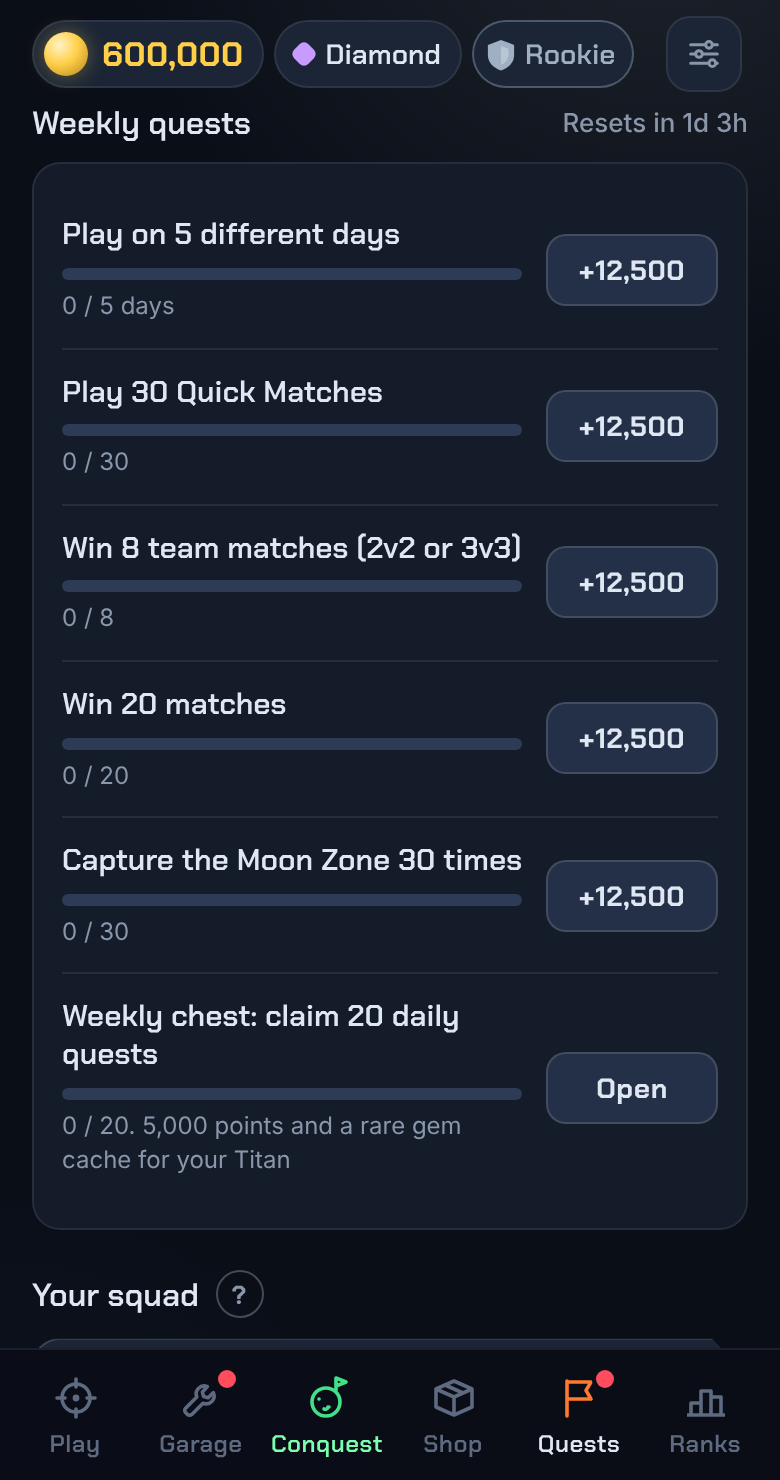 600,000 Diamond Rookie
Weekly quests Resets in 1d 3h
Play on 5 different days
+12,500
0 / 5 days
Play 30 Quick Matches
+12,500
0 / 30
Win 8 team matches (2v2 or 3v3)
+12,500
0 / 8
Win 20 matches
+12,500
0 / 20
Capture the Moon Zone 30 times
+12,500
0 / 30
Weekly chest: claim 20 daily
quests
Open
0 / 20. 5,000 points and a rare gem
cache for your Titan
Your squad ?
Play Garage Conquest Shop Quests Ranks